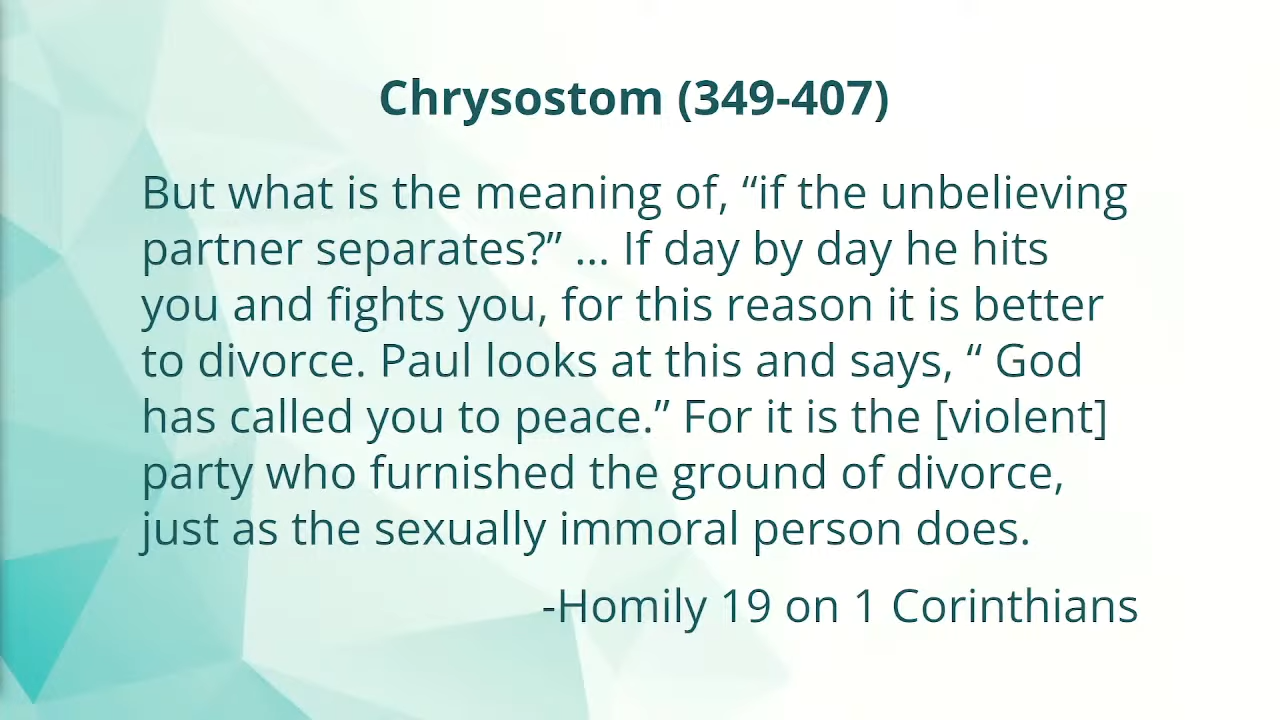 Chrysostom (349-407)
But what is the meaning of, “if the unbelieving
partner separates?” ... If day by day he hits
you and fights you, for this reason it is better
to divorce. Paul looks at this and says, “ God
has called you to peace.” For it is the [violent]
party who furnished the ground of divorce,
just as the sexually immoral person does.
-Homily 19 on 1 Corinthians